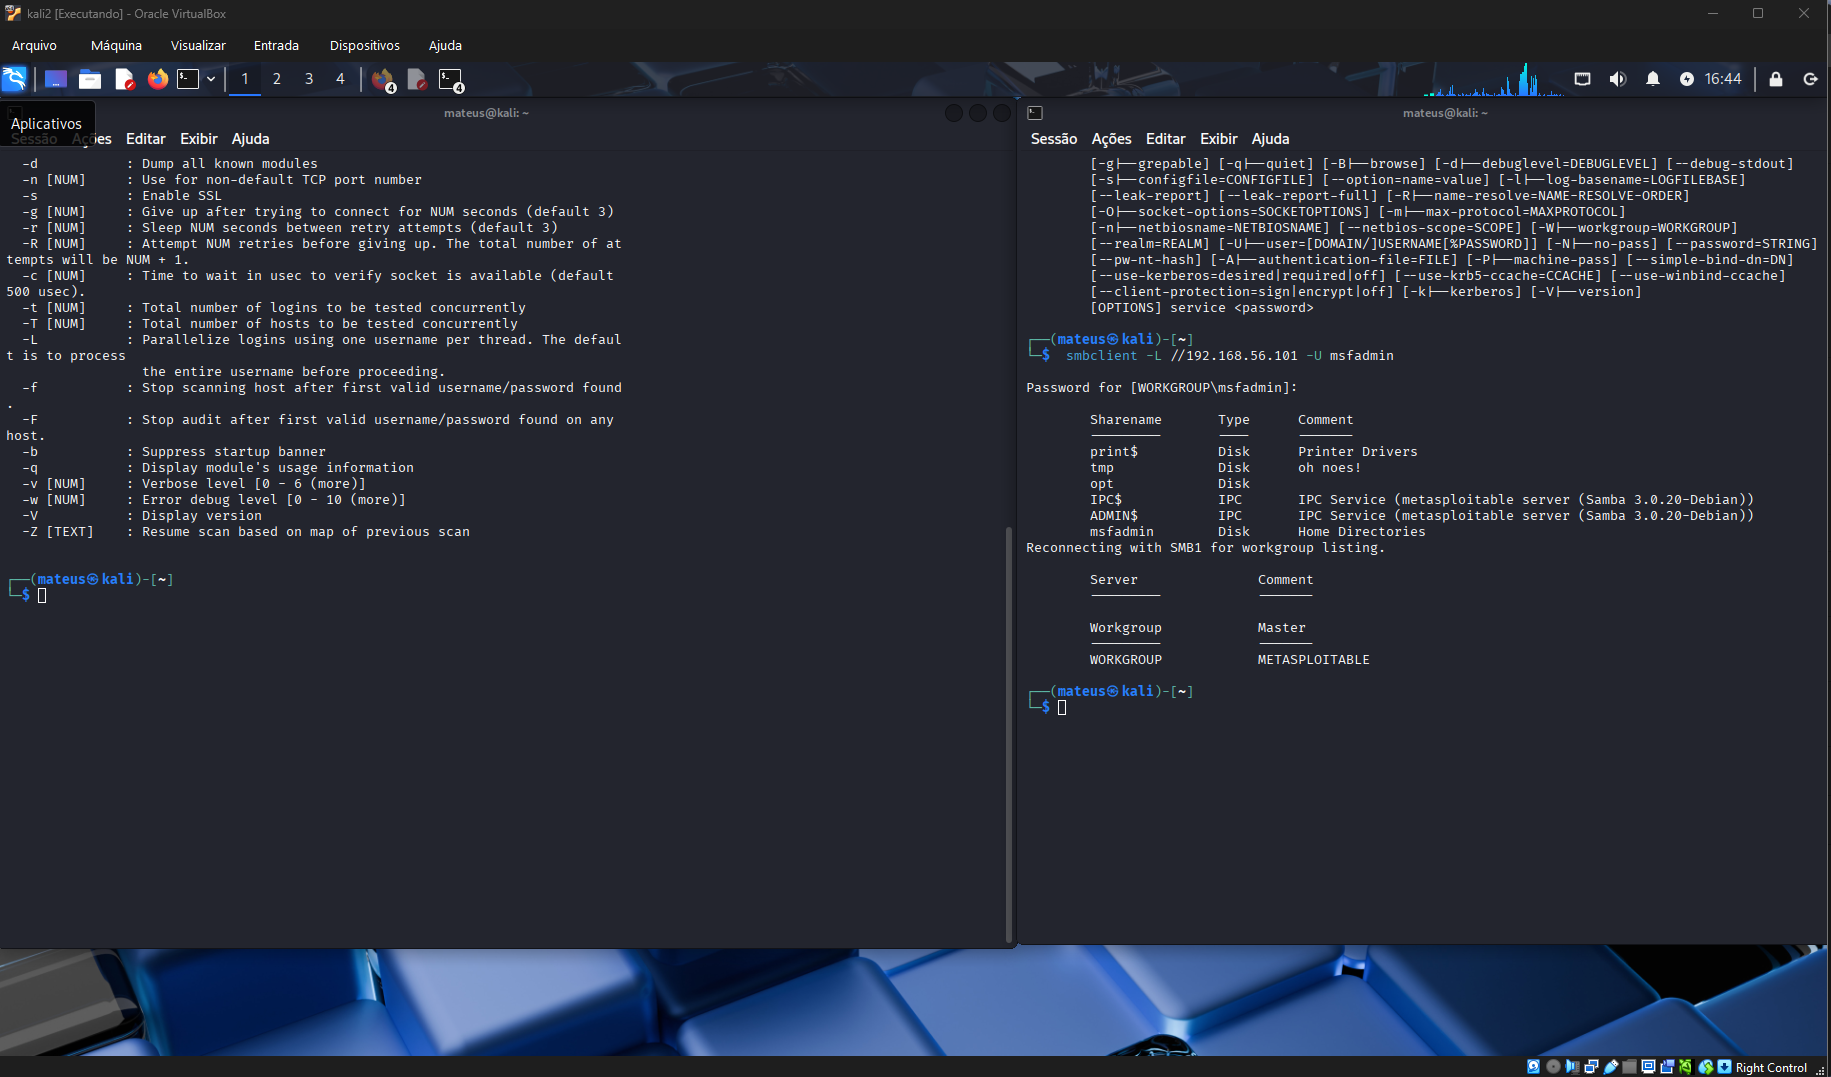 kali2 [Executando] - Oracle VirtualBox
Arquivo Máquina Visualizar Entrada Dispositivos Ajuda
1 2 3 4 4 4 16:44
Aplicativos
mateus@kali: ~
Sessão Ações Editar Exibir Ajuda
-d : Dump all known modules
-n [NUM] : Use for non-default TCP port number
-s : Enable SSL
-g [NUM] : Give up after trying to connect for NUM seconds (default 3)
-r [NUM] : Sleep NUM seconds between retry attempts (default 3)
-R [NUM] : Attempt NUM retries before giving up. The total number of at
tempts will be NUM + 1.
-c [NUM] : Time to wait in usec to verify socket is available (default
500 usec).
-t [NUM] : Total number of logins to be tested concurrently
-T [NUM] : Total number of hosts to be tested concurrently
-L : Parallelize logins using one username per thread. The defaul
t is to process
the entire username before proceeding.
-f : Stop scanning host after first valid username/password found
.
-F : Stop audit after first valid username/password found on any
host.
-b : Suppress startup banner
-q : Display module's usage information
-v [NUM] : Verbose level [0 - 6 (more)]
-w [NUM] : Error debug level [0 - 10 (more)]
-V : Display version
-Z [TEXT] : Resume scan based on map of previous scan
┌──(mateus㉿kali)-[~]
└─$
mateus@kali: ~
Sessão Ações Editar Exibir Ajuda
[-g|--grepable] [-q|--quiet] [-B|--browse] [-d|--debuglevel=DEBUGLEVEL] [--debug-stdout]
[-s|--configfile=CONFIGFILE] [--option=name=value] [-l|--log-basename=LOGFILEBASE]
[--leak-report] [--leak-report-full] [-R|--name-resolve=NAME-RESOLVE-ORDER]
[-O|--socket-options=SOCKETOPTIONS] [-m|--max-protocol=MAXPROTOCOL]
[-n|--netbiosname=NETBIOSNAME] [--netbios-scope=SCOPE] [-W|--workgroup=WORKGROUP]
[--realm=REALM] [-U|--user=[DOMAIN/]USERNAME[%PASSWORD]] [-N|--no-pass] [--password=STRING]
[--pw-nt-hash] [-A|--authentication-file=FILE] [-P|--machine-pass] [--simple-bind-dn=DN]
[--use-kerberos=desired|required|off] [--use-krb5-ccache=CCACHE] [--use-winbind-ccache]
[--client-protection=sign|encrypt|off] [-k|--kerberos] [-V|--version]
[OPTIONS] service <password>
┌──(mateus㉿kali)-[~]
└─$ smbclient -L //192.168.56.101 -U msfadmin
Password for [WORKGROUP\msfadmin]:
Sharename Type Comment
--------- ---- -------
print$ Disk Printer Drivers
tmp Disk oh noes!
opt Disk
IPC$ IPC IPC Service (metasploitable server (Samba 3.0.20-Debian))
ADMIN$ IPC IPC Service (metasploitable server (Samba 3.0.20-Debian))
msfadmin Disk Home Directories
Reconnecting with SMB1 for workgroup listing.
Server Comment
--------- -------
Workgroup Master
--------- -------
WORKGROUP METASPLOITABLE
┌──(mateus㉿kali)-[~]
└─$
Right Control